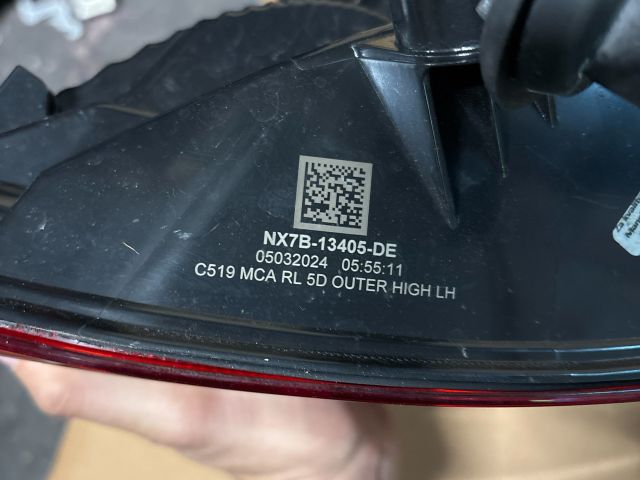 NX7B-13405-DE
05032024 05:55:11
C519 MCA RL 5D OUTER HIGH LH